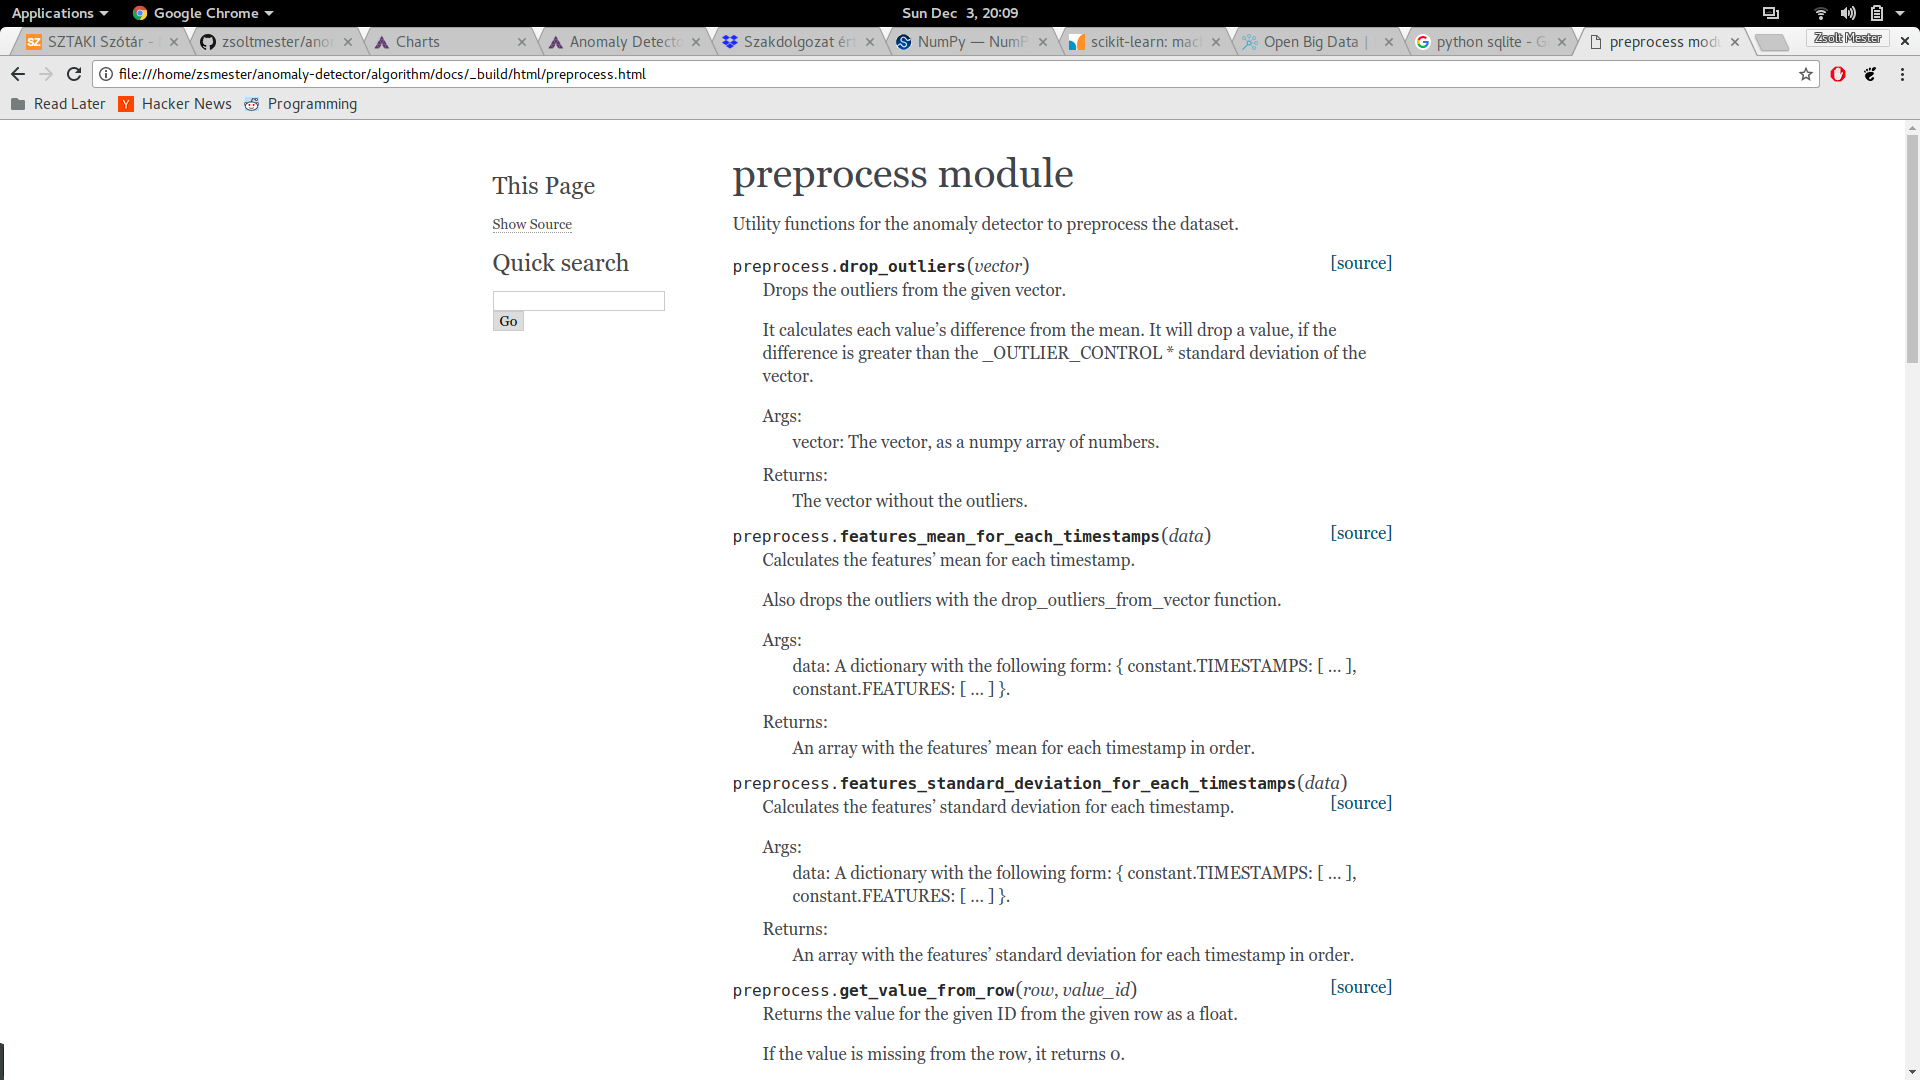 Applications
Google Chrome
Sun Dec 3, 20:09
SZTAKI Szótár -
zsoltmester/ano
Charts
Anomaly Detecto
Szakdolgozat ért
NumPy — NumP
scikit-learn: mac
Open Big Data |
python sqlite - G
preprocess modu
Zsolt Mester
file:///home/zsmester/anomaly-detector/algorithm/docs/_build/html/preprocess.html
Read Later
Hacker News
Programming
This Page
Show Source
Quick search
Go
preprocess module
Utility functions for the anomaly detector to preprocess the dataset.
preprocess.drop_outliers(vector) [source]
Drops the outliers from the given vector.
It calculates each value’s difference from the mean. It will drop a value, if the
difference is greater than the _OUTLIER_CONTROL * standard deviation of the
vector.
Args:
vector: The vector, as a numpy array of numbers.
Returns:
The vector without the outliers.
preprocess.features_mean_for_each_timestamps(data) [source]
Calculates the features’ mean for each timestamp.
Also drops the outliers with the drop_outliers_from_vector function.
Args:
data: A dictionary with the following form: { constant.TIMESTAMPS: [ … ],
constant.FEATURES: [ … ] }.
Returns:
An array with the features’ mean for each timestamp in order.
preprocess.features_standard_deviation_for_each_timestamps(data)
[source]
Calculates the features’ standard deviation for each timestamp.
Args:
data: A dictionary with the following form: { constant.TIMESTAMPS: [ … ],
constant.FEATURES: [ … ] }.
Returns:
An array with the features’ standard deviation for each timestamp in order.
preprocess.get_value_from_row(row, value_id) [source]
Returns the value for the given ID from the given row as a float.
If the value is missing from the row, it returns 0.